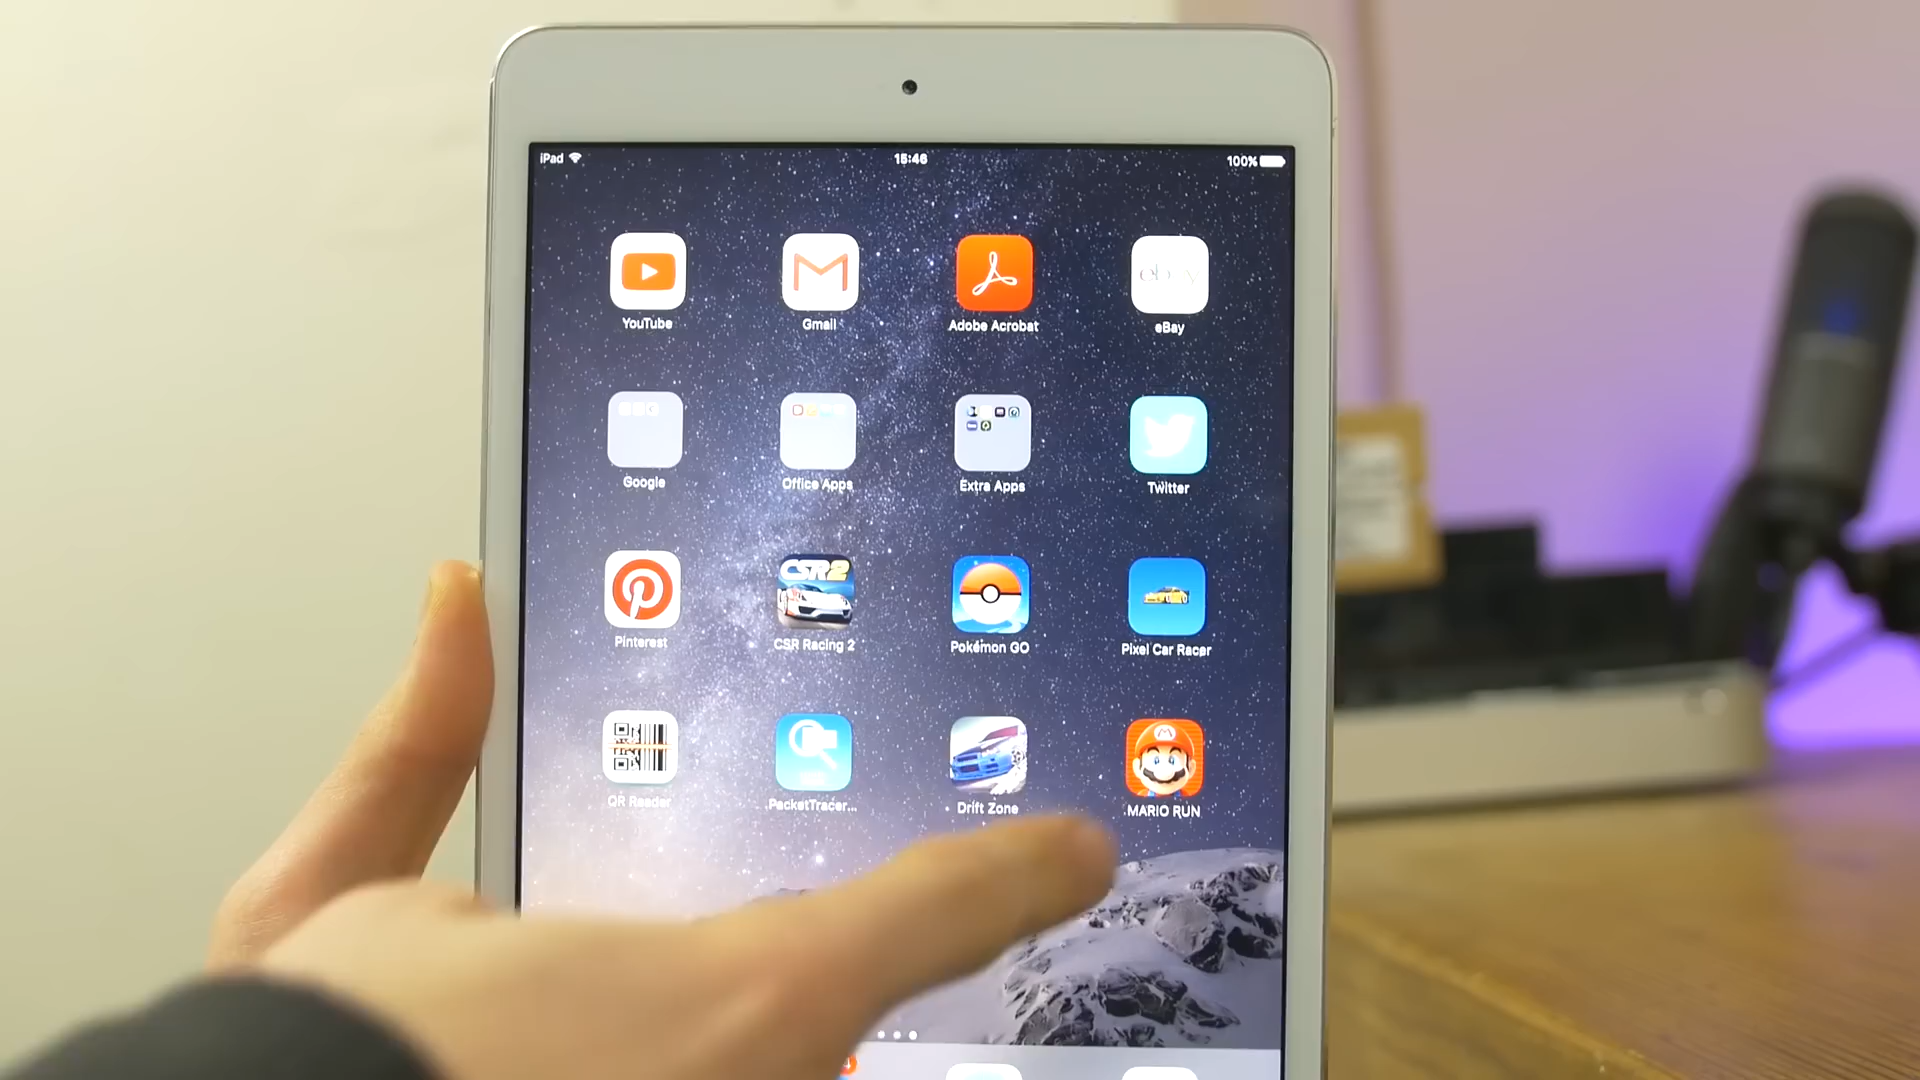 iPad 15:46 100%
YouTube Gmail Adobe Acrobat eBay
Google Office Apps Extra Apps Twitter
CSR2
Pinterest CSR Racing 2 Pokémon GO Pixel Car Racer
QR Reader PacketTracer... Drift Zone MARIO RUN